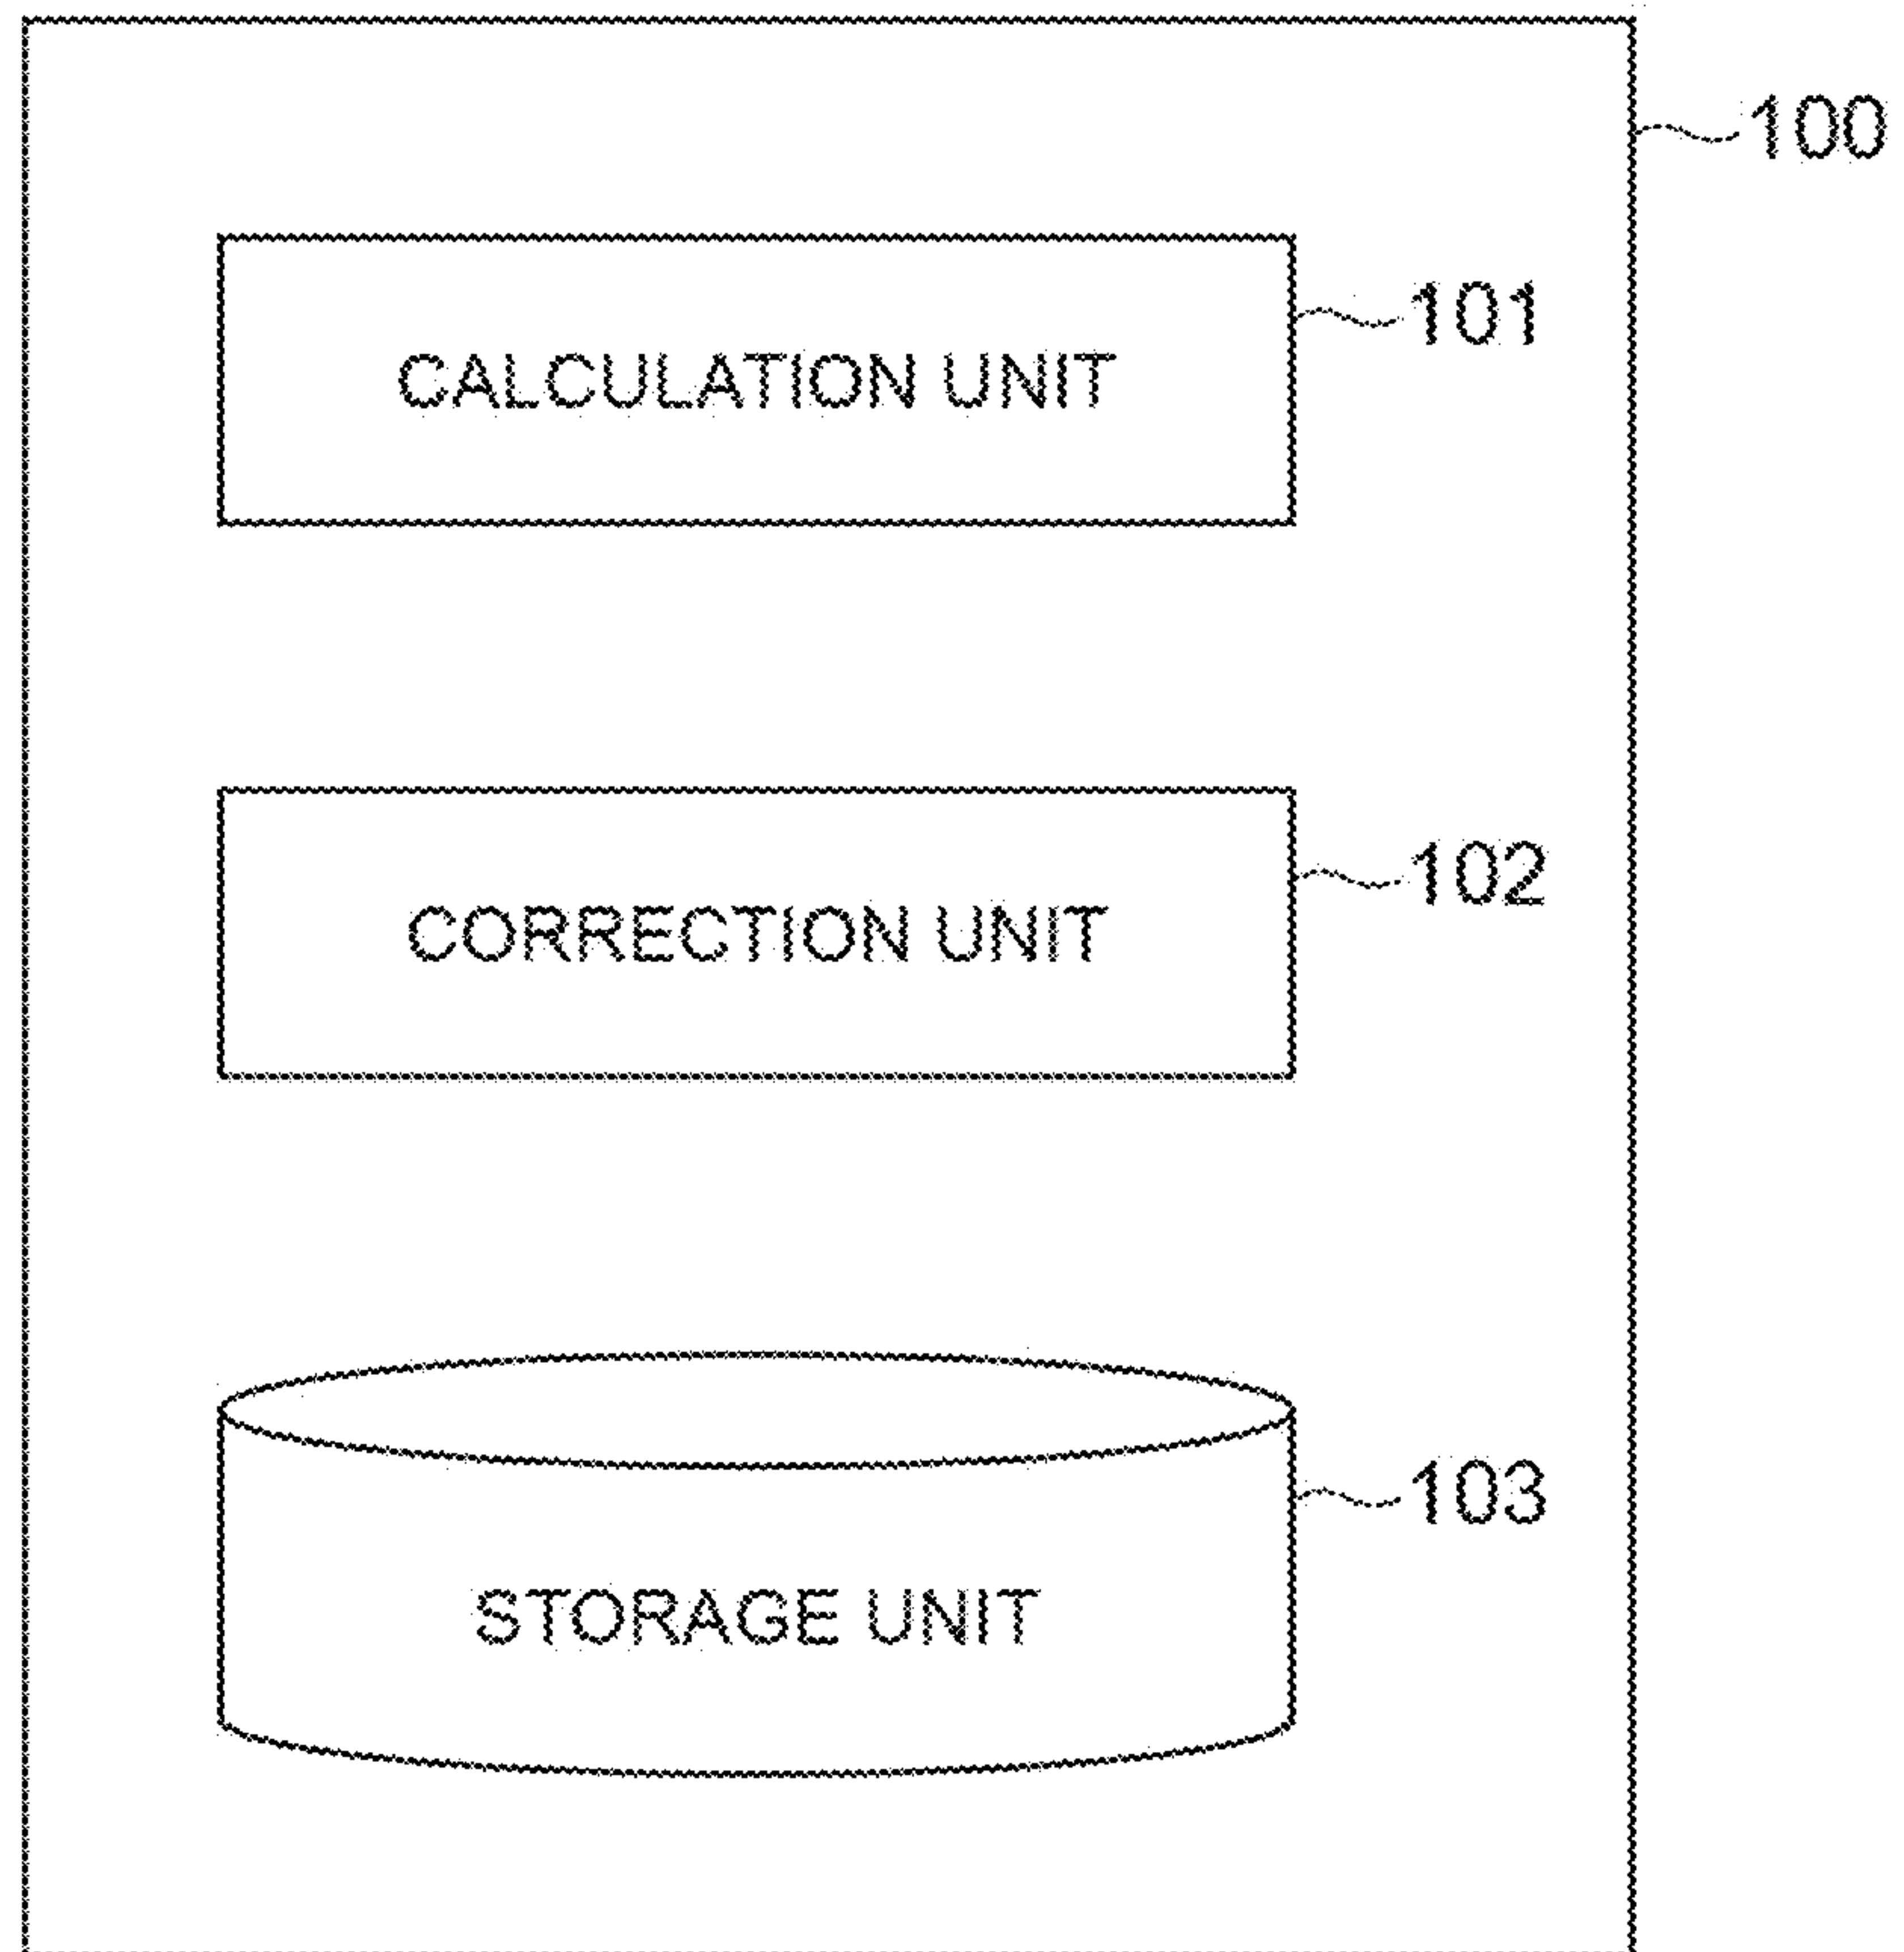 100
101
CALCULATION UNIT
102
CORRECTION UNIT
103
STORAGE UNIT